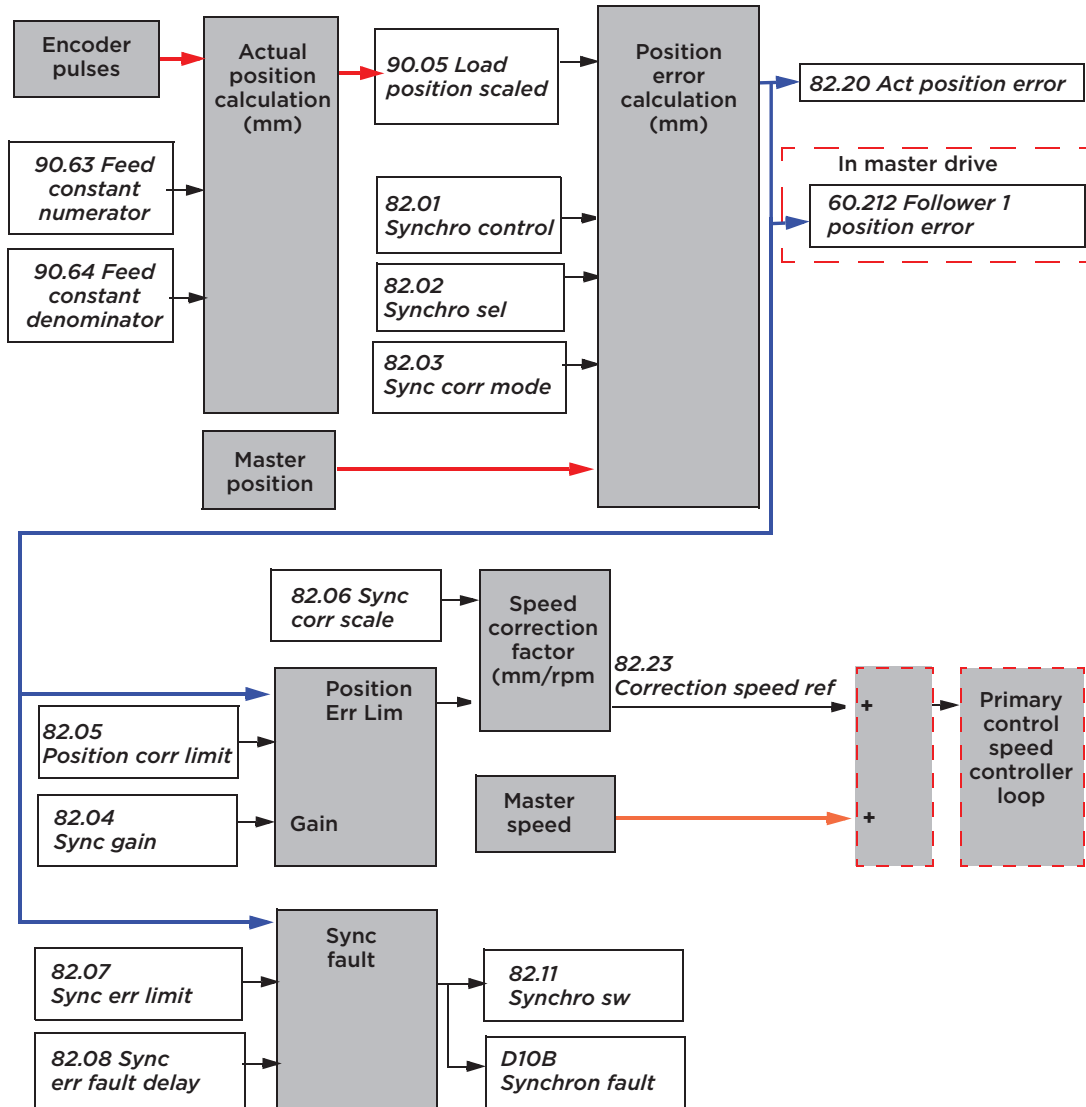 Encoder
pulses
Actual
position
calculation
(mm)
90.05 Load
position scaled
Position
error
calculation
(mm)
82.20 Act position error
In master drive
60.212 Follower 1
position error
90.63 Feed
constant
numerator
90.64 Feed
constant
denominator
82.01
Synchro control
82.02
Synchro sel
82.03
Sync corr mode
Master
position
82.06 Sync
corr scale
Speed
correction
factor
(mm/rpm
82.23
Correction speed ref
+
+
Primary
control
speed
controller
loop
Position
Err Lim
Gain
82.05
Position corr limit
82.04
Sync gain
Master
speed
Sync
fault
82.07
Sync err limit
82.08 Sync
err fault delay
82.11
Synchro sw
D10B
Synchron fault